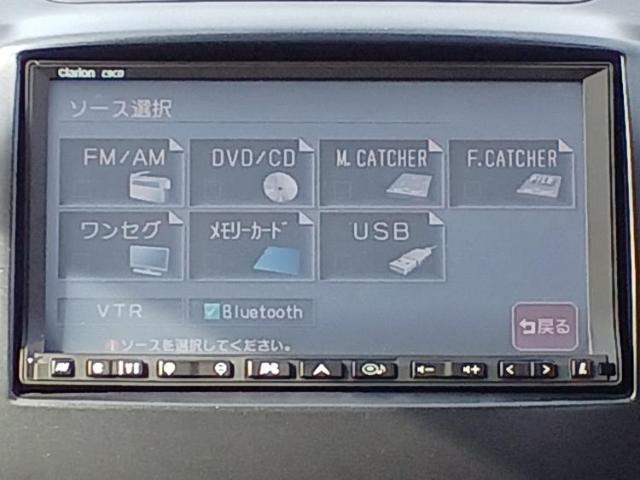 Clarion
ソース選択
FM/AM DVD/CD M.CATCHER F.CATCHER
ワンセグ メモリーカード USB
VTR Bluetooth
戻る
ソースを選択してください。